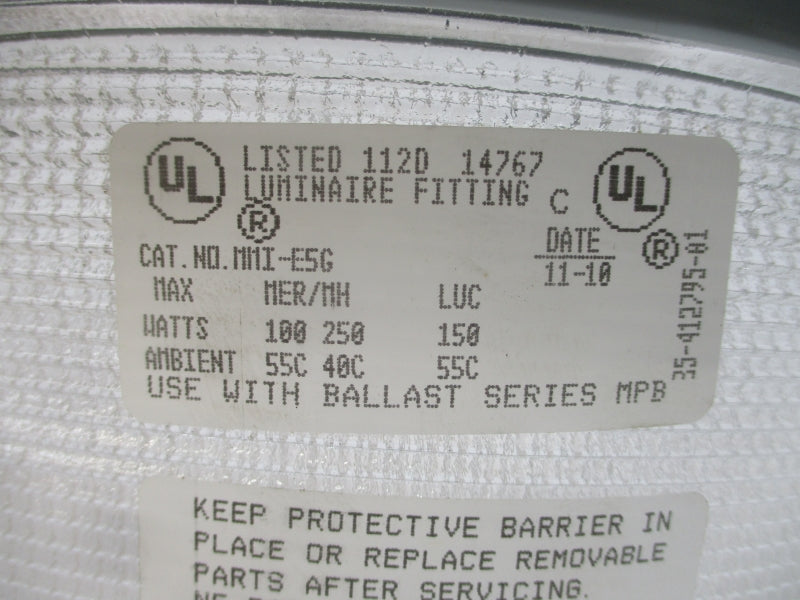 UL LISTED 112D 14767
LUMINAIRE FITTING C UL
® ®
CAT.NO.MMI-E5G DATE
11-10
MAX MER/MH LUC
WATTS 100 250 150
AMBIENT 55C 40C 55C
USE WITH BALLAST SERIES MPB
35-412795-01
KEEP PROTECTIVE BARRIER IN
PLACE OR REPLACE REMOVABLE
PARTS AFTER SERVICING.